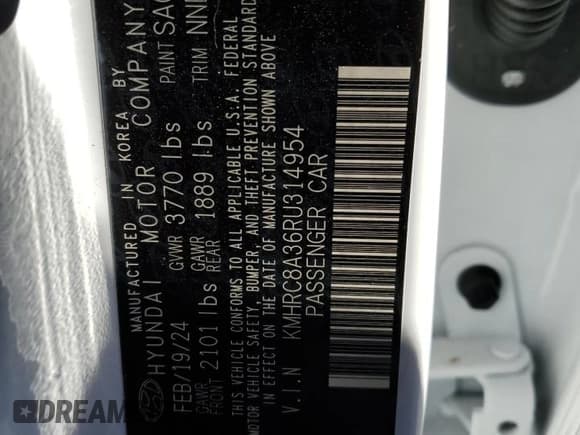 MANUFACTURED IN KOREA BY
HYUNDAI MOTOR COMPANY
FEB/19/24 GVWR 3770 lbs PAINT
GAWR FRONT 2101 lbs GAWR REAR 1889 lbs TRIM
THIS VEHICLE CONFORMS TO ALL APPLICABLE U.S.A. FEDERAL
MOTOR VEHICLE SAFETY, BUMPER, AND THEFT PREVENTION STANDARD
IN EFFECT ON THE DATE OF MANUFACTURE SHOWN ABOVE
V.I.N KMHRC8A36RU314954
PASSENGER CAR
DREAM